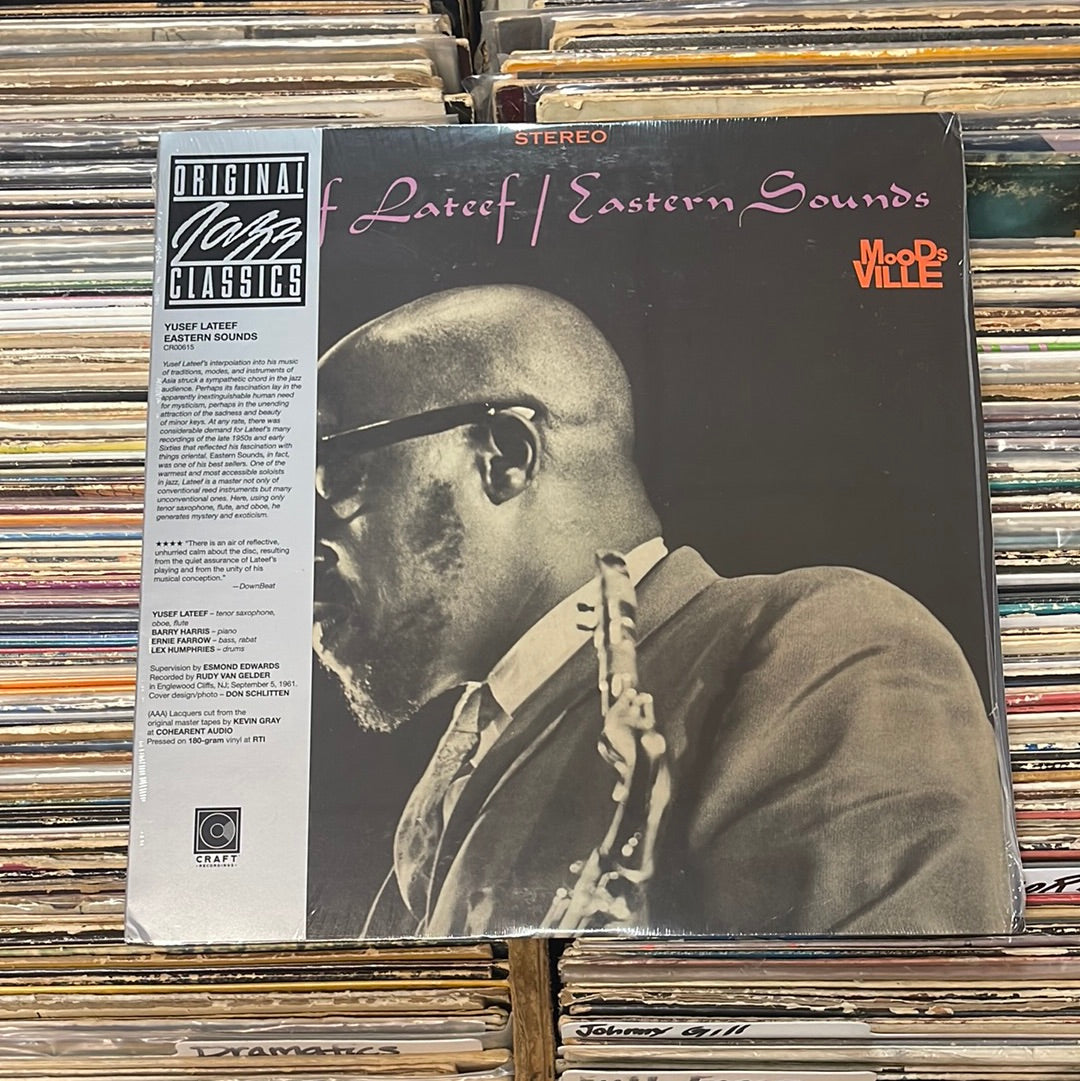 STEREO
f Lateef / Eastern Sounds
MOODS
VILLE
ORIGINAL
Jazz
CLASSICS
YUSEF LATEEF
EASTERN SOUNDS
CR00615
Yusef Lateef's interpolation into his music
of traditions, modes, and instruments of
Asia struck a sympathetic chord in the jazz
audience. Perhaps its fascination lay in the
apparently inextinguishable human need
for mysticism, perhaps in the unending
attraction of the sadness and beauty
of minor keys. At any rate, there was
considerable demand for Lateef's many
recordings of the late 1950s and early
Sixties that reflected his fascination with
things oriental. Eastern Sounds, in fact,
was one of his best sellers. One of the
warmest and most accessible soloists
in jazz, Lateef is a master not only of
conventional reed instruments but many
unconventional ones. Here, using only
tenor saxophone, flute, and oboe, he
generates mystery and exoticism.
★★★★ "There is an air of reflective,
unhurried calm about the disc, resulting
from the quiet assurance of Lateef's
playing and from the unity of his
musical conception."
—DownBeat
YUSEF LATEEF – tenor saxophone,
oboe, flute
BARRY HARRIS – piano
ERNIE FARROW – bass, rabat
LEX HUMPHRIES – drums
Supervision by ESMOND EDWARDS
Recorded by RUDY VAN GELDER
in Englewood Cliffs, NJ; September 5, 1961.
Cover design/photo – DON SCHLITTEN
(AAA) Lacquers cut from the
original master tapes by KEVIN GRAY
at COHEARENT AUDIO
Pressed on 180-gram vinyl at RTI
CRAFT
RECORDINGS
Johnny Gill
Dramatics